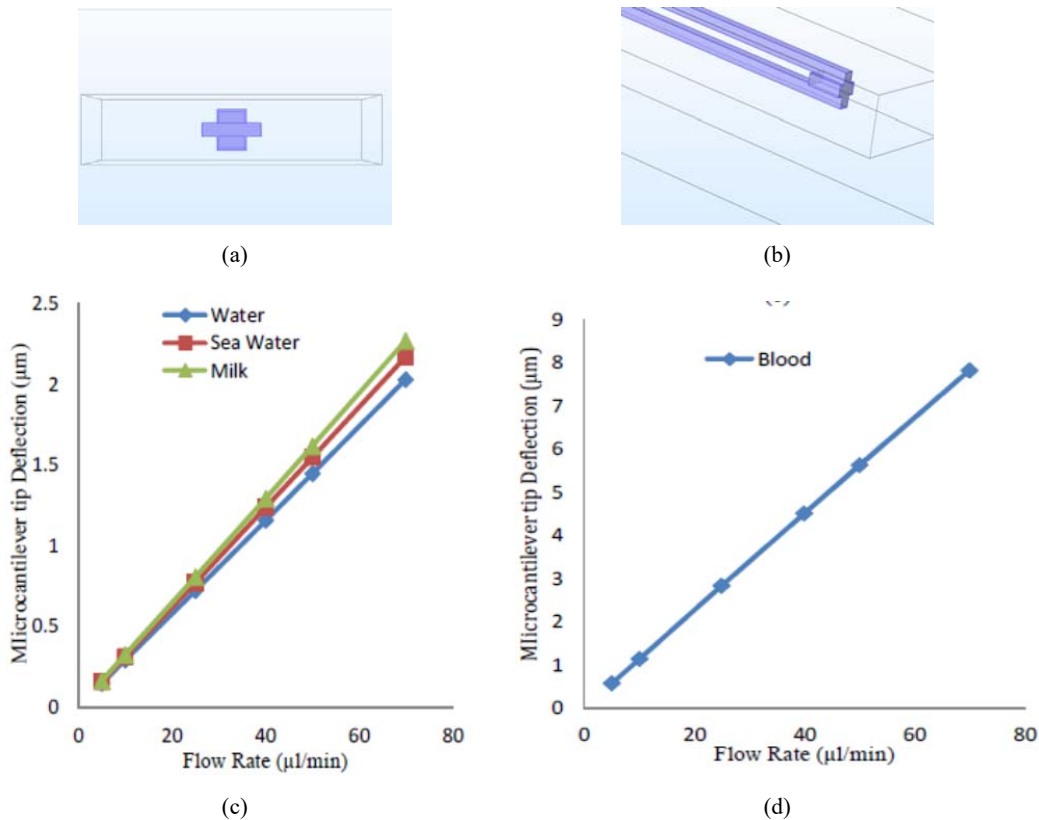 (a)
(b)
2.5
2
1.5
1
0.5
0
MIicrocantilever tip Deflection (μm)
Water
Sea Water
Milk
0 20 40 60 80
Flow Rate (μl/min)
(c)
9
8
7
6
5
4
3
2
1
0
MIicrocantilever tip Deflection (μm)
Blood
0 20 40 60 80
Flow Rate (μl/min)
(d)